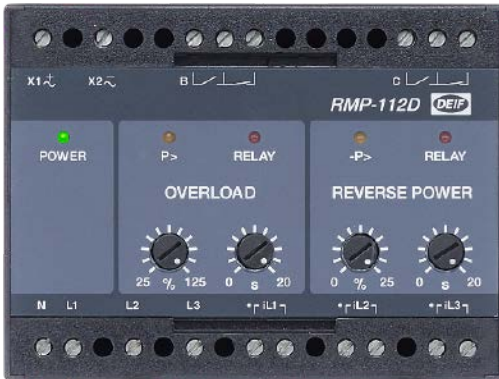 X1 X2 B C
RMP-112D DEIF
POWER P> RELAY -P> RELAY
OVERLOAD REVERSE POWER
25 % 125 0 s 20 0 % 25 0 s 20
N L1 L2 L3 iL1 iL2 iL3